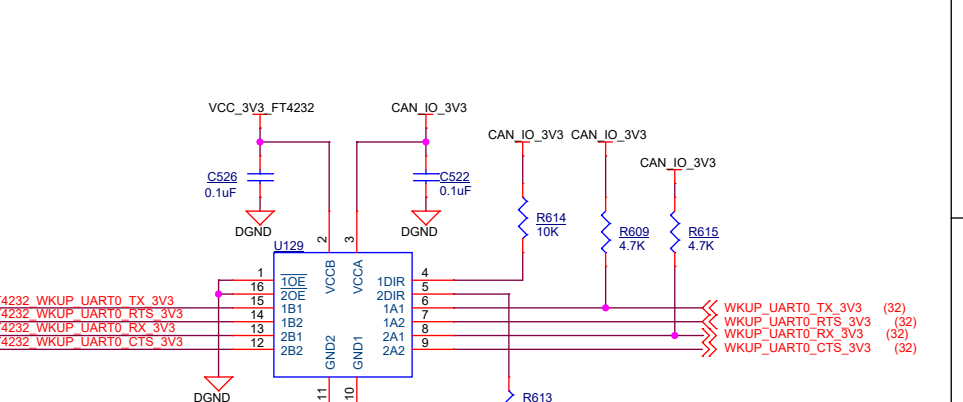 VCC_3V3_FT4232
CAN_IO_3V3
CAN_IO_3V3 CAN_IO_3V3
CAN_IO_3V3
C526
0.1uF
C522
0.1uF
DGND
DGND
R614
10K
R609
4.7K
R615
4.7K
U129
2
3
VCCB
VCCA
1 1OE
16 2OE
15 1B1
14 1B2
13 2B1
12 2B2
1DIR 4
2DIR 5
1A1 6
1A2 7
2A1 8
2A2 9
GND2
GND1
11
10
4232_WKUP_UART0_TX_3V3
4232_WKUP_UART0_RTS_3V3
4232_WKUP_UART0_RX_3V3
4232_WKUP_UART0_CTS_3V3
WKUP_UART0_TX_3V3 (32)
WKUP_UART0_RTS_3V3 (32)
WKUP_UART0_RX_3V3 (32)
WKUP_UART0_CTS_3V3 (32)
DGND
R613